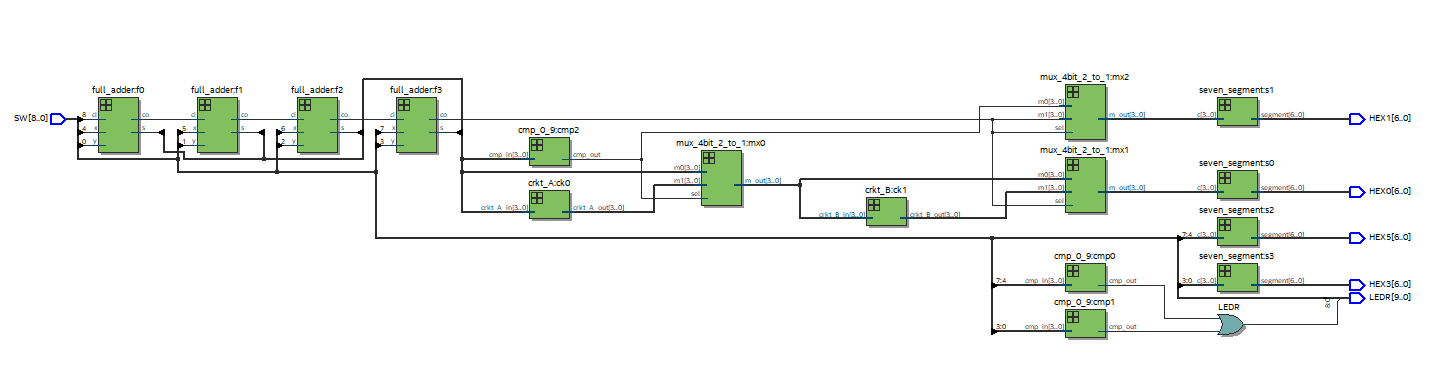 mux_4bit_2_to_1:mx2
full_adder:f0 full_adder:f1 full_adder:f2 full_adder:f3 seven_segment:s1
m0[3..0]
SW[8..0] 8 ci co ci co ci co ci co m1[3..0] m_out[3..0] c[3..0] segment[6..0] HEX1[6..0]
4 x s 5 x s 6 x s 7 x s cmp_0_9:cmp2 sel
0 y 1 y 2 y 3 y mux_4bit_2_to_1:mx0 mux_4bit_2_to_1:mx1
cmp_in[3..0] cmp_out seven_segment:s0
m0[3..0] m0[3..0]
crkt_A:ck0 m1[3..0] m_out[3..0] crkt_B:ck1 m1[3..0] m_out[3..0] c[3..0] segment[6..0] HEX0[6..0]
sel sel
crkt_A_in[3..0] crkt_A_out[3..0] crkt_B_in[3..0] crkt_B_out[3..0] seven_segment:s2
7:4 c[3..0] segment[6..0] HEX5[6..0]
cmp_0_9:cmp0 seven_segment:s3
7:4 cmp_in[3..0] cmp_out 3:0 c[3..0] segment[6..0] HEX3[6..0]
LEDR[9..0]
cmp_0_9:cmp1 LEDR 8:0
3:0 cmp_in[3..0] cmp_out